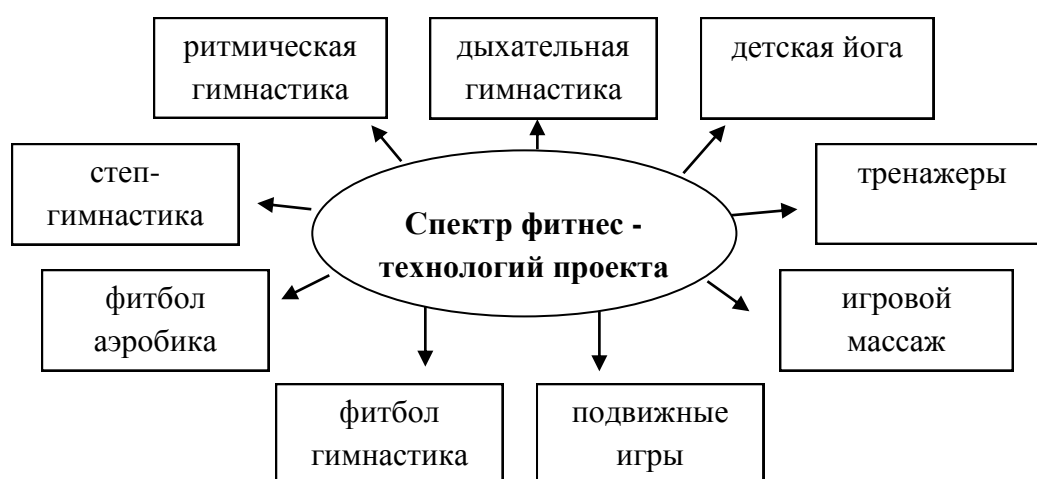 ритмическая
гимнастика
дыхательная
гимнастика
детская йога
степ-
гимнастика
тренажеры
Спектр фитнес -
технологий проекта
фитбол
аэробика
игровой
массаж
фитбол
гимнастика
подвижные
игры